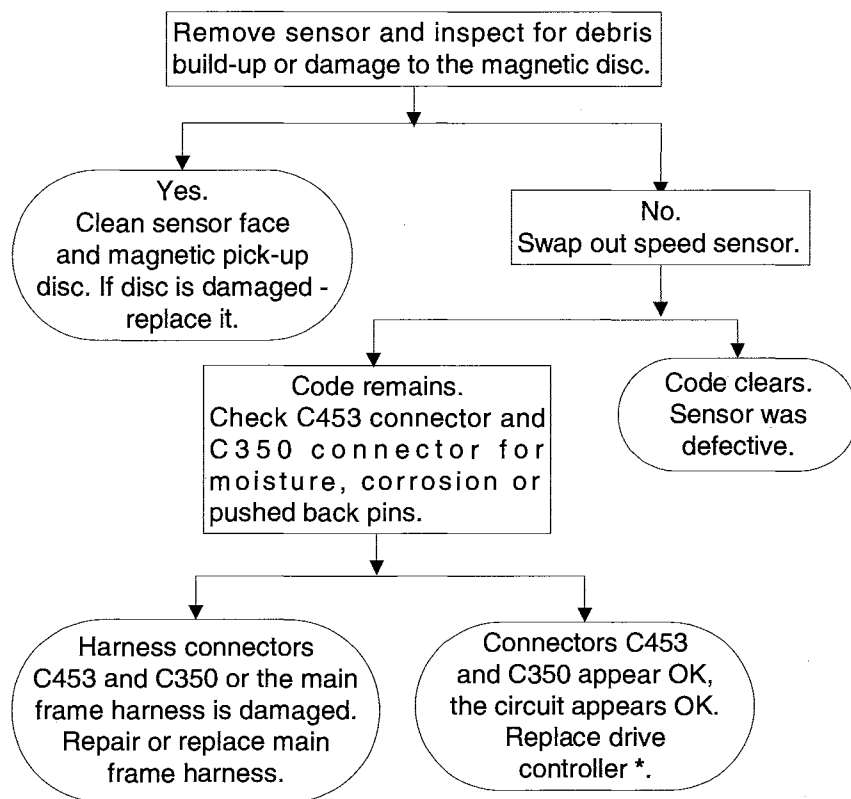 Remove sensor and inspect for debris
build-up or damage to the magnetic disc.
Yes.
Clean sensor face
and magnetic pick-up
disc. If disc is damaged -
replace it.
No.
Swap out speed sensor.
Code remains.
Check C453 connector and
C350 connector for
moisture, corrosion or
pushed back pins.
Code clears.
Sensor was
defective.
Harness connectors
C453 and C350 or the main
frame harness is damaged.
Repair or replace main
frame harness.
Connectors C453
and C350 appear OK,
the circuit appears OK.
Replace drive
controller *.